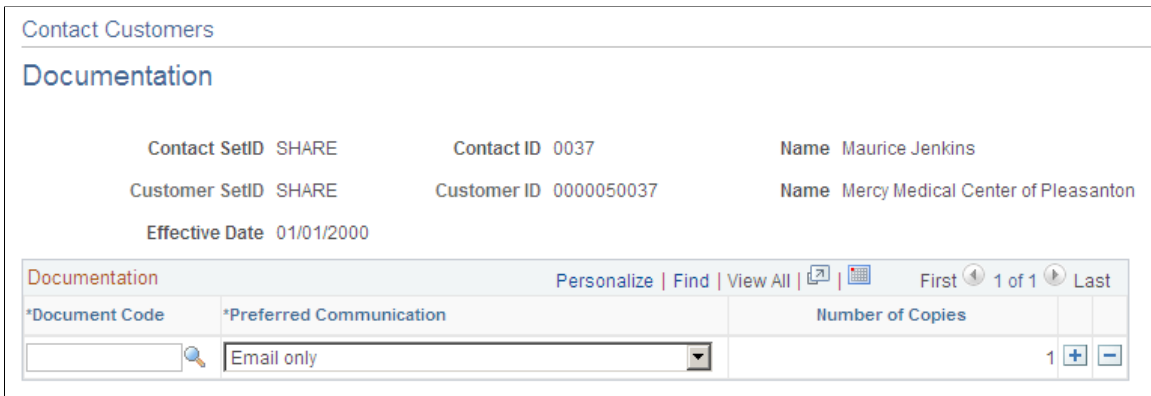 Contact Customers
Documentation
Contact SetID SHARE Contact ID 0037 Name Maurice Jenkins
Customer SetID SHARE Customer ID 0000050037 Name Mercy Medical Center of Pleasanton
Effective Date 01/01/2000
Documentation Personalize | Find | View All | | First 1 of 1 Last
*Document Code *Preferred Communication Number of Copies
Email only 1